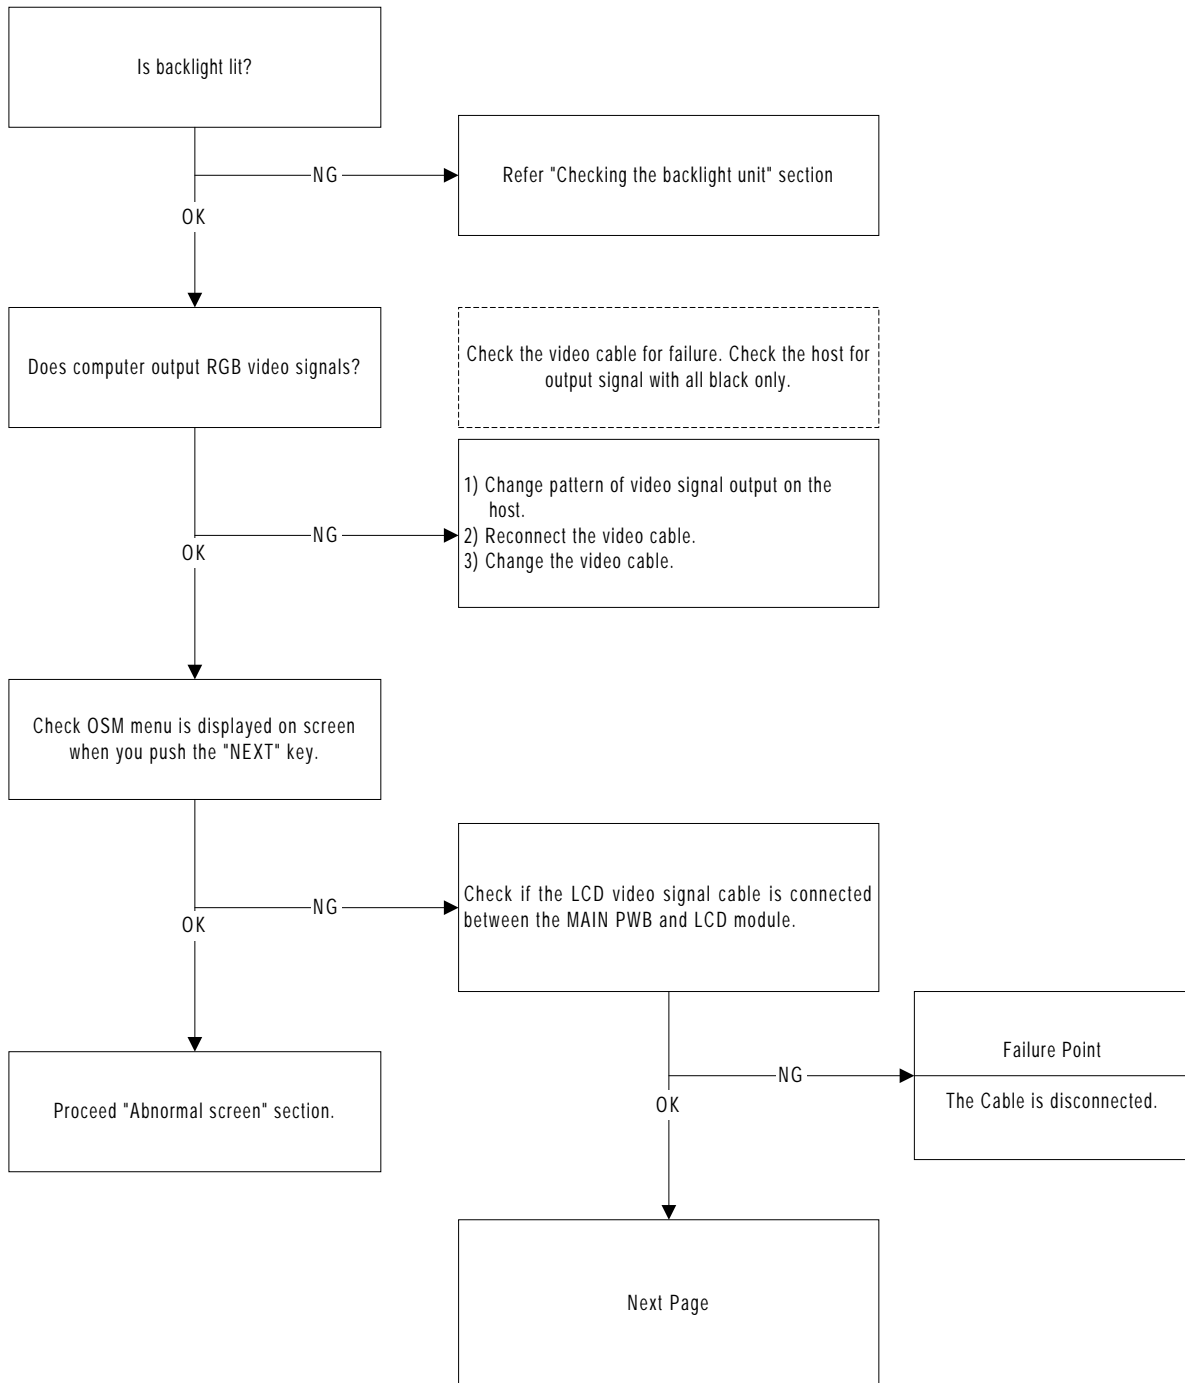 Is backlight lit?
NG
Refer "Checking the backlight unit" section
OK
Does computer output RGB video signals?
Check the video cable for failure. Check the host for
output signal with all black only.
1) Change pattern of video signal output on the
host.
2) Reconnect the video cable.
3) Change the video cable.
NG
OK
Check OSM menu is displayed on screen
when you push the "NEXT" key.
Check if the LCD video signal cable is connected
between the MAIN PWB and LCD module.
NG
OK
Failure Point
The Cable is disconnected.
NG
OK
Proceed "Abnormal screen" section.
Next Page